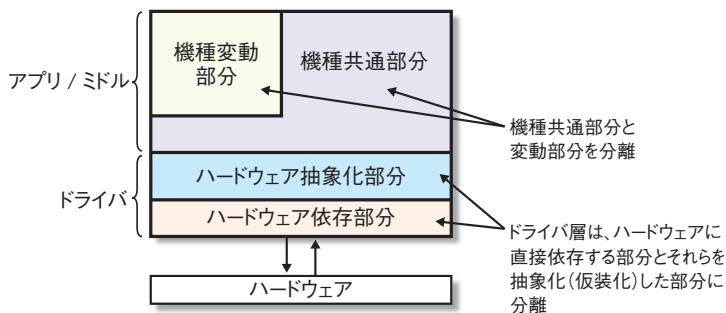 機種変動
部分
機種共通部分
アプリ / ミドル
機種共通部分と
変動部分を分離
ハードウェア抽象化部分
ドライバ
ハードウェア依存部分
ドライバ層は、ハードウェアに
直接依存する部分とそれらを
抽象化(仮装化)した部分に
分離
ハードウェア